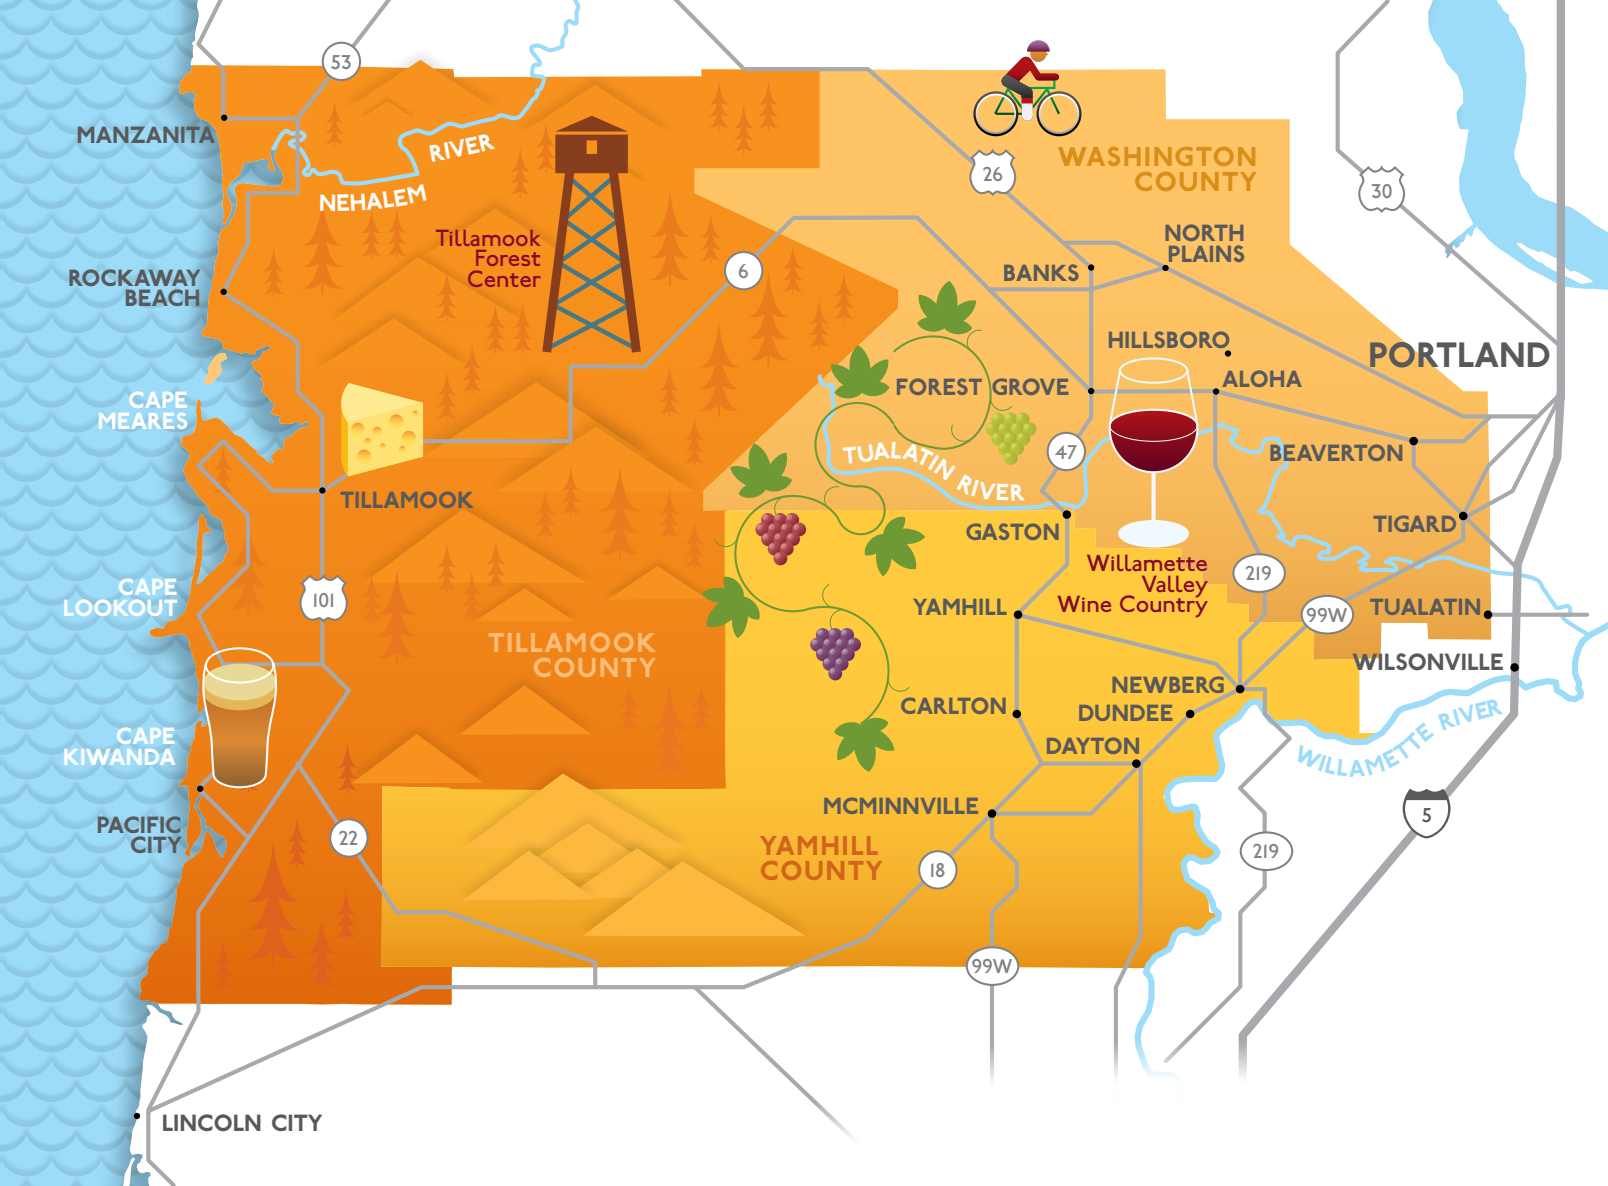 53
MANZANITA
NEHALEM
RIVER
26
WASHINGTON
COUNTY
30
Tillamook
Forest
Center
6
NORTH
PLAINS
BANKS
ROCKAWAY
BEACH
HILLSBORO
PORTLAND
ALOHA
FOREST GROVE
CAPE
MEARES
47
TUALATIN RIVER
BEAVERTON
TILLAMOOK
GASTON
TIGARD
Willamette
Valley
Wine Country
219
CAPE
LOOKOUT
101
YAMHILL
99W
TUALATIN
TILLAMOOK
COUNTY
WILSONVILLE
NEWBERG
CARLTON
DUNDEE
WILLAMETTE RIVER
CAPE
KIWANDA
DAYTON
MCMINNVILLE
5
PACIFIC
CITY
22
YAMHILL
COUNTY
18
219
99W
LINCOLN CITY